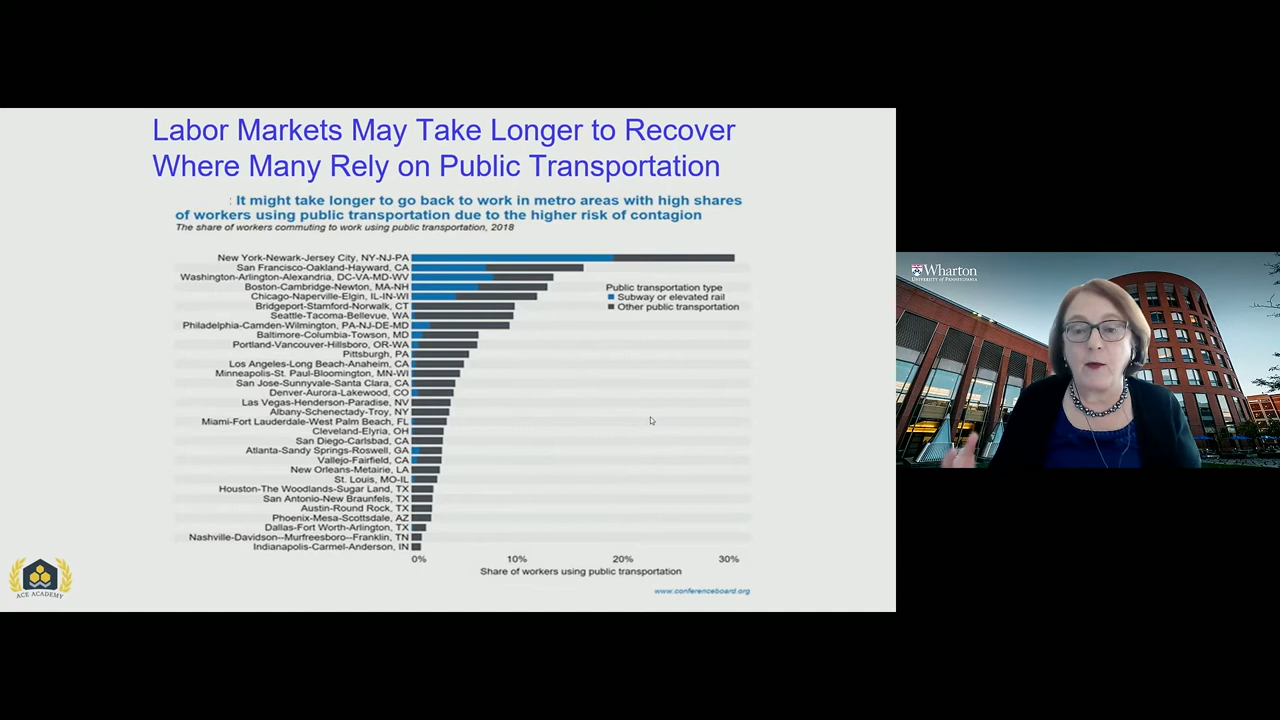 Labor Markets May Take Longer to Recover
Where Many Rely on Public Transportation
: It might take longer to go back to work in metro areas with high shares
of workers using public transportation due to the higher risk of contagion
The share of workers commuting to work using public transportation, 2018
New York-Newark-Jersey City, NY-NJ-PA
San Francisco-Oakland-Hayward, CA
Washington-Arlington-Alexandria, DC-VA-MD-WV
Boston-Cambridge-Newton, MA-NH
Chicago-Naperville-Elgin, IL-IN-WI
Bridgeport-Stamford-Norwalk, CT
Seattle-Tacoma-Bellevue, WA
Philadelphia-Camden-Wilmington, PA-NJ-DE-MD
Baltimore-Columbia-Towson, MD
Portland-Vancouver-Hillsboro, OR-WA
Pittsburgh, PA
Los Angeles-Long Beach-Anaheim, CA
Minneapolis-St. Paul-Bloomington, MN-WI
San Jose-Sunnyvale-Santa Clara, CA
Denver-Aurora-Lakewood, CO
Las Vegas-Henderson-Paradise, NV
Albany-Schenectady-Troy, NY
Miami-Fort Lauderdale-West Palm Beach, FL
Cleveland-Elyria, OH
San Diego-Carlsbad, CA
Atlanta-Sandy Springs-Roswell, GA
Vallejo-Fairfield, CA
New Orleans-Metairie, LA
St. Louis, MO-IL
Houston-The Woodlands-Sugar Land, TX
San Antonio-New Braunfels, TX
Austin-Round Rock, TX
Phoenix-Mesa-Scottsdale, AZ
Dallas-Fort Worth-Arlington, TX
Nashville-Davidson--Murfreesboro--Franklin, TN
Indianapolis-Carmel-Anderson, IN
Public transportation type
Subway or elevated rail
Other public transportation
0% 10% 20% 30%
Share of workers using public transportation
www.conferenceboard.org
ACE ACADEMY
Wharton
UNIVERSITY of PENNSYLVANIA